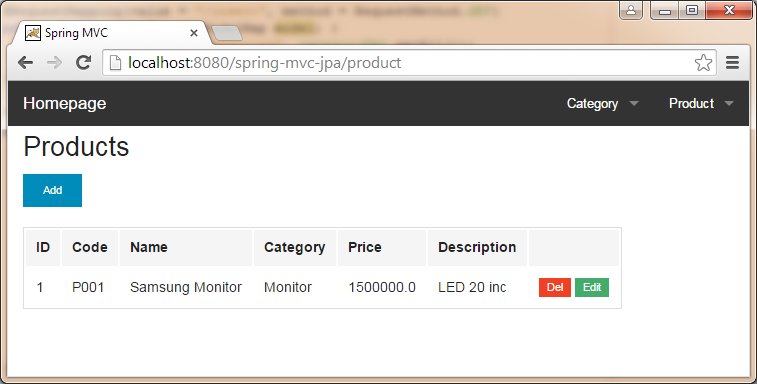 Spring MVC
localhost:8080/spring-mvc-jpa/product
Homepage Category Product
Products
Add
ID Code Name Category Price Description
1 P001 Samsung Monitor Monitor 1500000.0 LED 20 inc Del Edit